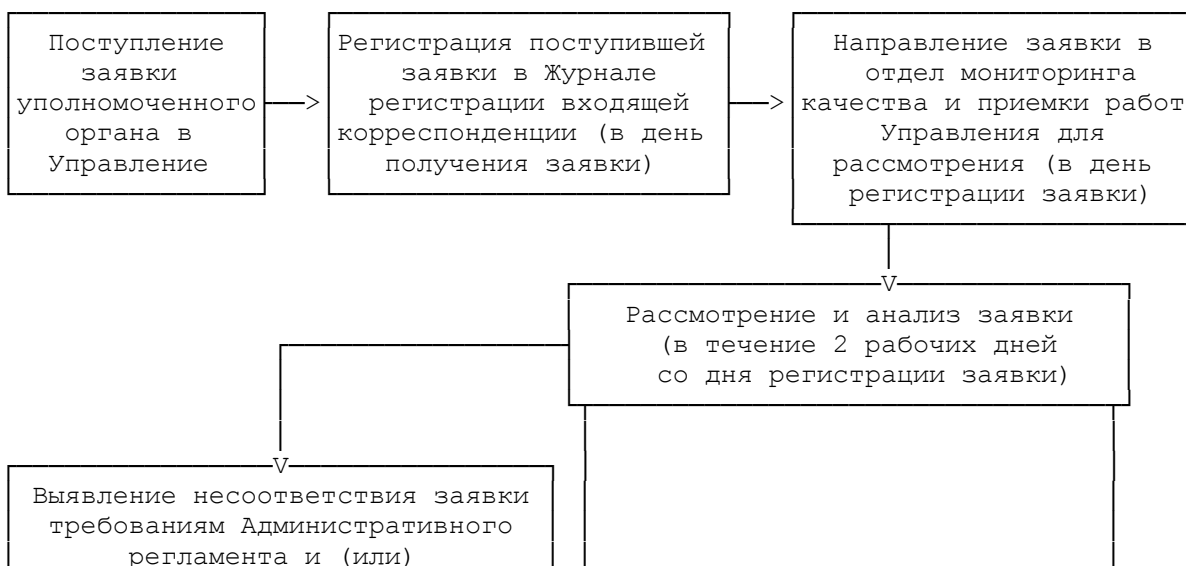 Поступление
заявки
уполномоченного
органа в
Управление
Регистрация поступившей
заявки в Журнале
регистрации входящей
корреспонденции (в день
получения заявки)
Направление заявки в
отдел мониторинга
качества и приемки работ
Управления для
рассмотрения (в день
регистрации заявки)
Рассмотрение и анализ заявки
(в течение 2 рабочих дней
со дня регистрации заявки)
Выявление несоответствия заявки
требованиям Административного
регламента и (или)